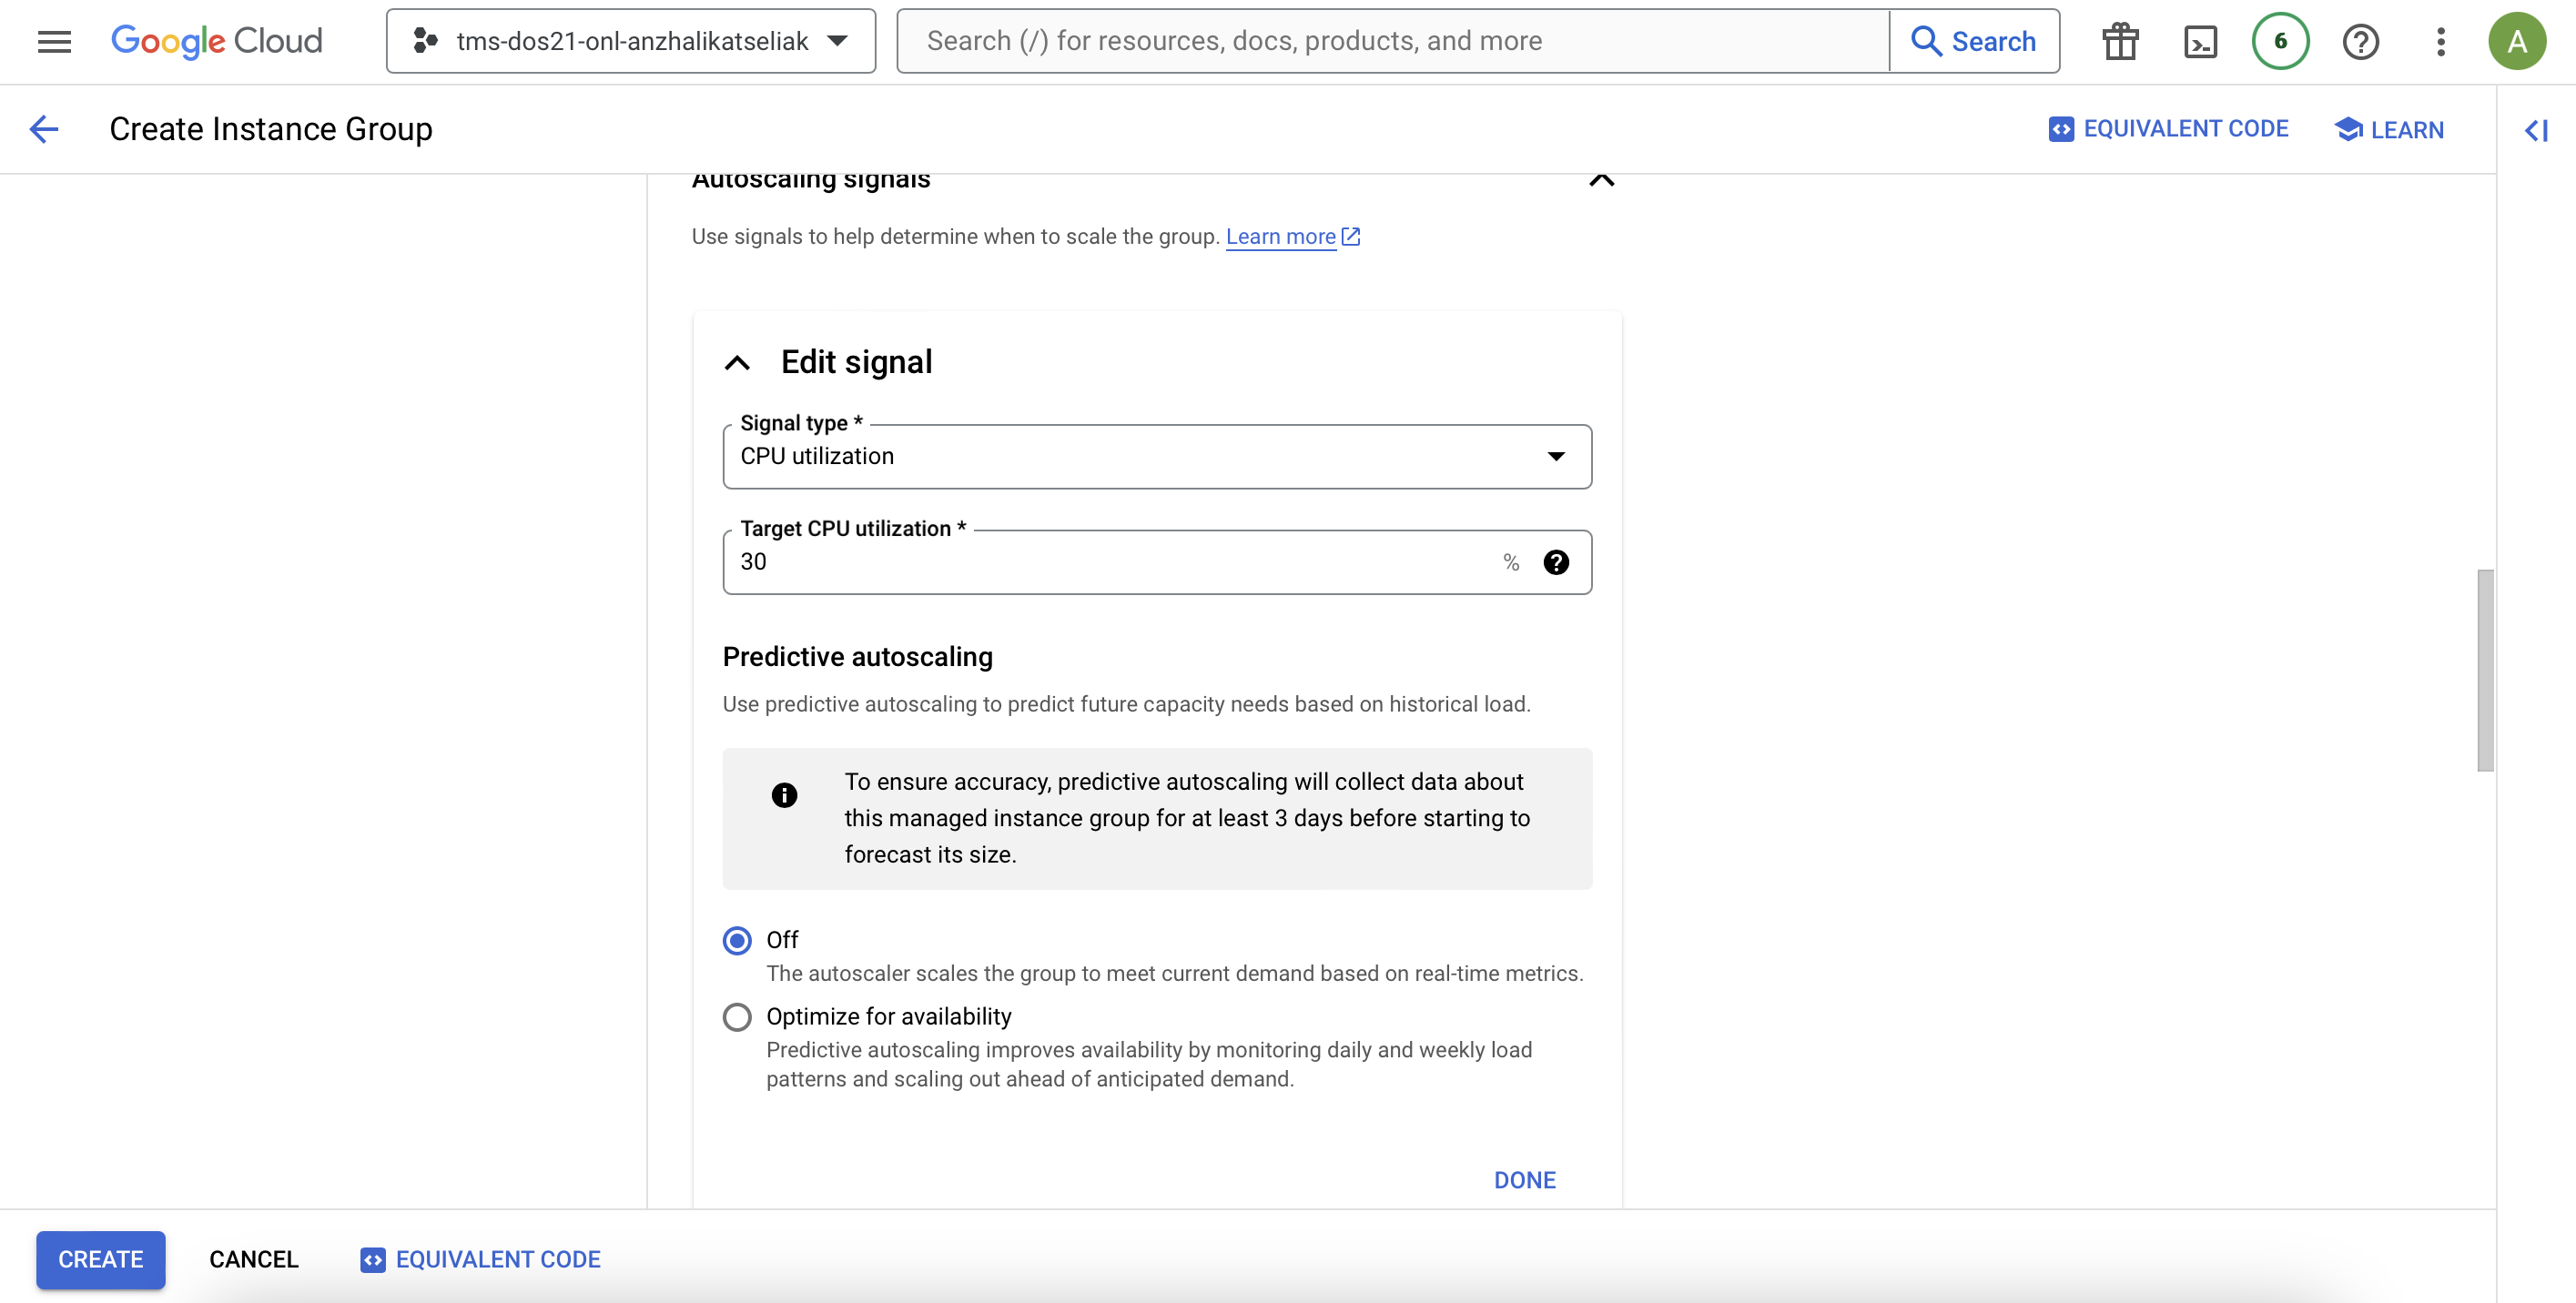 Google Cloud
tms-dos21-onl-anzhalikatseliak
Search (/) for resources, docs, products, and more
Search
6
A
Create Instance Group
EQUIVALENT CODE
LEARN
Autoscaling signals
Use signals to help determine when to scale the group. Learn more
Edit signal
Signal type *
CPU utilization
Target CPU utilization *
30
%
Predictive autoscaling
Use predictive autoscaling to predict future capacity needs based on historical load.
To ensure accuracy, predictive autoscaling will collect data about
this managed instance group for at least 3 days before starting to
forecast its size.
Off
The autoscaler scales the group to meet current demand based on real-time metrics.
Optimize for availability
Predictive autoscaling improves availability by monitoring daily and weekly load
patterns and scaling out ahead of anticipated demand.
DONE
CREATE
CANCEL
EQUIVALENT CODE